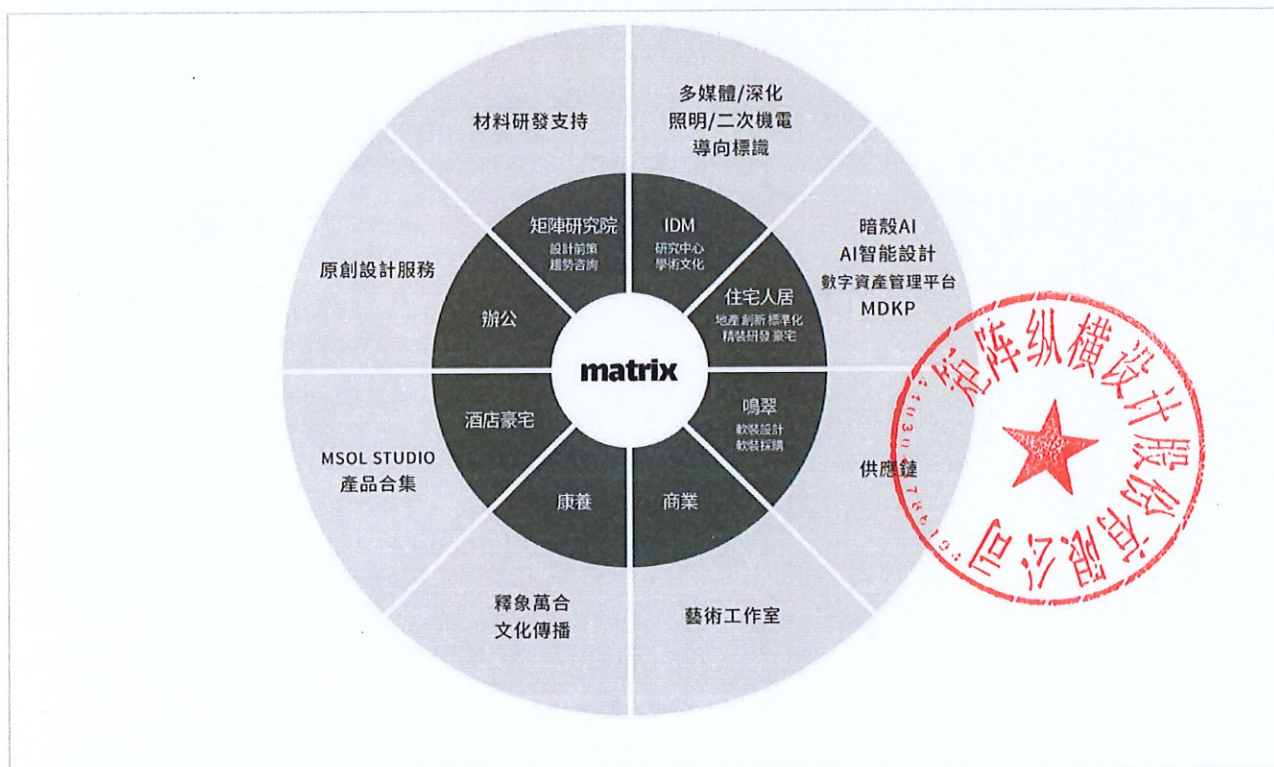 材料研發支持
多媒體/深化
照明/二次機電
導向標識
原創設計服務
矩陣研究院
設計前策
趨勢咨詢
IDM
研究中心
學術文化
暗殼AI
AI智能設計
數字資產管理平台
MDKP
辦公
住宅人居
地產 創新 標準化
精裝研發 豪宅
matrix
酒店豪宅
鳴翠
軟裝設計
軟裝採購
MSOL STUDIO
產品合集
康養
商業
供應鏈
釋象萬合
文化傳播
藝術工作室
矩阵纵横设计股份有限公司